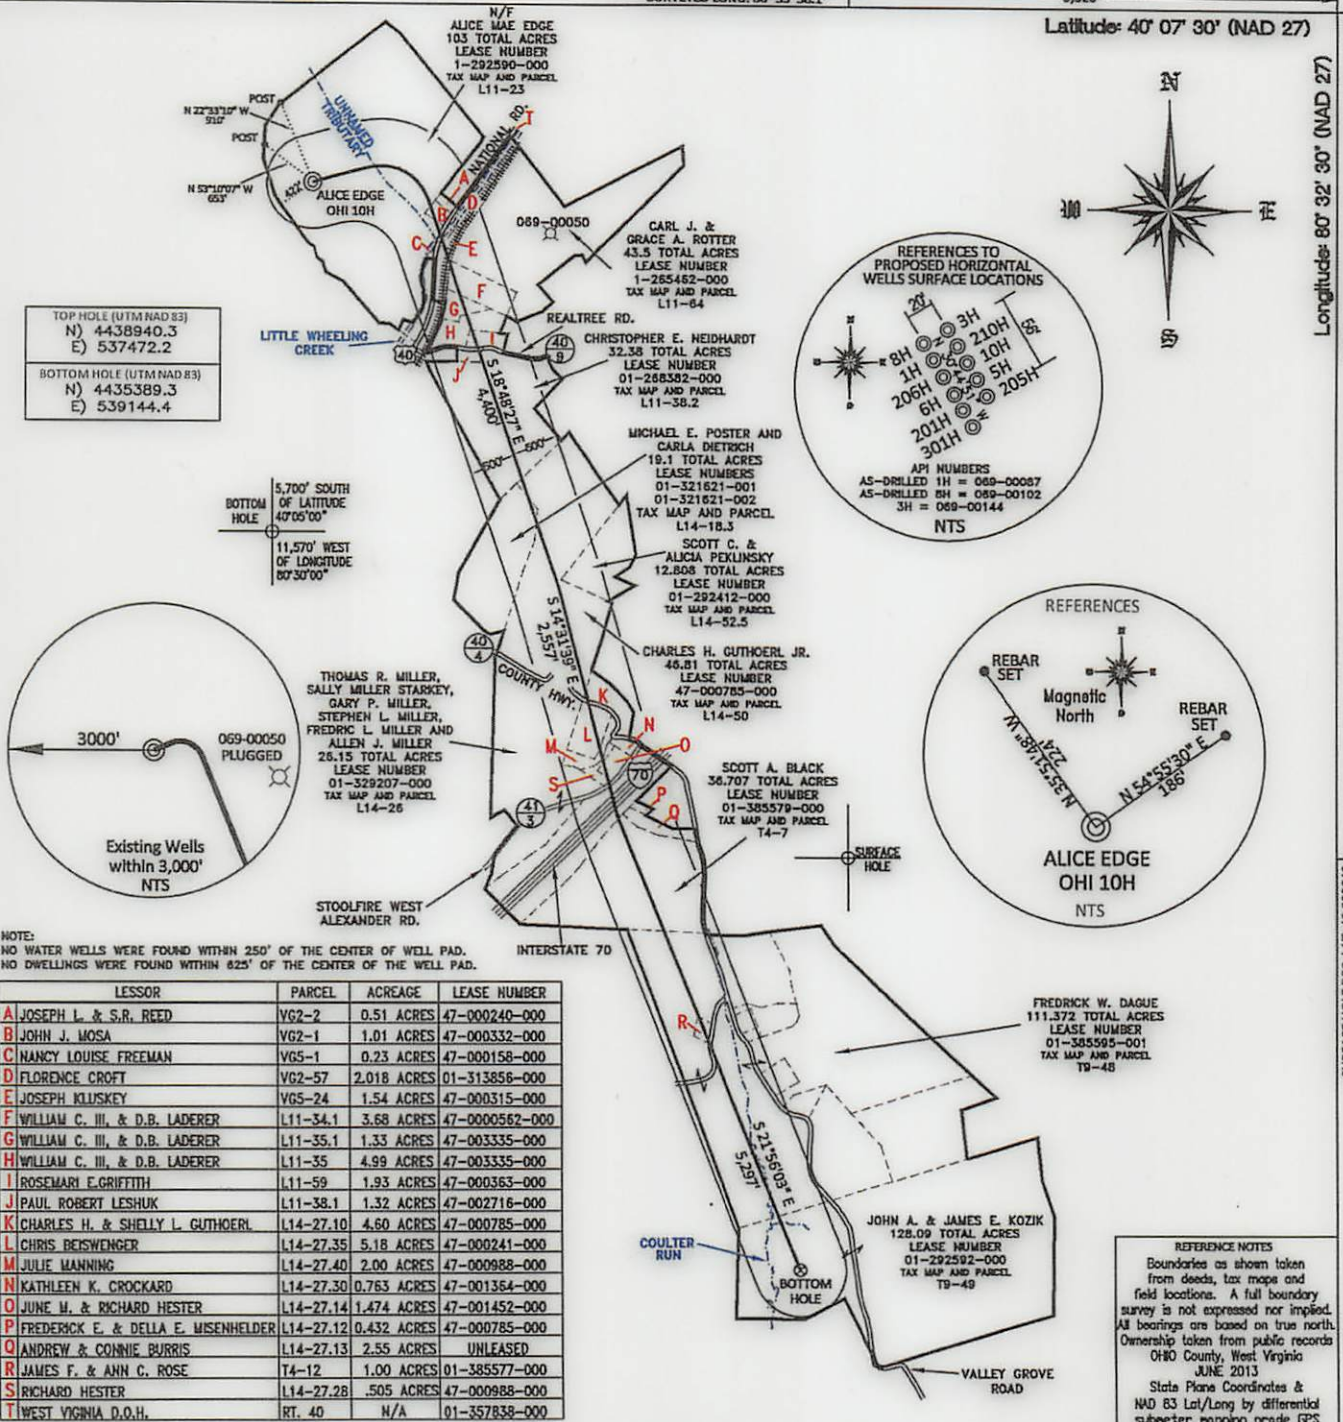 Latitude: 40° 07' 30" (NAD 27)
Longitude: 80° 32' 30" (NAD 27)
N
W
E
S
N/F
ALICE MAE EDGE
103 TOTAL ACRES
LEASE NUMBER
1-292590-000
TAX MAP AND PARCEL
L11-23
POST
N 22°33'10" W
910'
POST
N 53°10'07" W
653'
422'
UNNAMED
TRIBUTARY
ALICE EDGE
OHI 10H
NATIONAL RD.
T
A
B
D
C
E
F
G
H
I
J
069-00050
CARL J. &
GRACE A. ROTTER
43.5 TOTAL ACRES
LEASE NUMBER
1-265462-000
TAX MAP AND PARCEL
L11-64
REALTREE RD.
LITTLE WHEELING
CREEK
40
40
9
CHRISTOPHER E. NEIDHARDT
32.38 TOTAL ACRES
LEASE NUMBER
01-268382-000
TAX MAP AND PARCEL
L11-38.2
TOP HOLE (UTM NAD 83)
N) 4438940.3
E) 537472.2
BOTTOM HOLE (UTM NAD 83)
N) 4435389.3
E) 539144.4
S 18°48'27" E
4,400'
500'
500'
REFERENCES TO
PROPOSED HORIZONTAL
WELLS SURFACE LOCATIONS
20'
3H
210H
10H
5H
205H
8H
1H
206H
6H
201H
301H
API NUMBERS
AS-DRILLED 1H = 069-00087
AS-DRILLED 8H = 069-00102
3H = 069-00144
NTS
MICHAEL E. POSTER AND
CARLA DIETRICH
19.1 TOTAL ACRES
LEASE NUMBERS
01-321621-001
01-321621-002
TAX MAP AND PARCEL
L14-18.3
BOTTOM
HOLE
5,700' SOUTH
OF LATITUDE
40°05'00"
11,570' WEST
OF LONGITUDE
80°30'00"
SCOTT C. &
ALICIA PEKLINSKY
12.808 TOTAL ACRES
LEASE NUMBER
01-292412-000
TAX MAP AND PARCEL
L14-52.5
S 14°31'39" E
2,557'
CHARLES H. GUTHOERL JR.
46.81 TOTAL ACRES
LEASE NUMBER
47-000785-000
TAX MAP AND PARCEL
L14-50
40
4
COUNTY HWY.
THOMAS R. MILLER,
SALLY MILLER STARKEY,
GARY P. MILLER,
STEPHEN L. MILLER,
FREDRIC L. MILLER AND
ALLEN J. MILLER
26.15 TOTAL ACRES
LEASE NUMBER
01-329207-000
TAX MAP AND PARCEL
L14-26
K
L
M
N
O
S
P
Q
70
41
3
3000'
069-00050
PLUGGED
Existing Wells
within 3,000'
NTS
SCOTT A. BLACK
36.707 TOTAL ACRES
LEASE NUMBER
01-385579-000
TAX MAP AND PARCEL
T4-7
SURFACE
HOLE
REFERENCES
REBAR
SET
Magnetic
North
REBAR
SET
N 35°51'48" W
224'
N 54°55'30" E
186'
ALICE EDGE
OHI 10H
NTS
STOOLFIRE WEST
ALEXANDER RD.
INTERSTATE 70
NOTE:
NO WATER WELLS WERE FOUND WITHIN 250' OF THE CENTER OF WELL PAD.
NO DWELLINGS WERE FOUND WITHIN 625' OF THE CENTER OF THE WELL PAD.
LESSOR PARCEL ACREAGE LEASE NUMBER
A JOSEPH L. & S.R. REED VG2-2 0.51 ACRES 47-000240-000
B JOHN J. MOSA VG2-1 1.01 ACRES 47-000332-000
C NANCY LOUISE FREEMAN VG5-1 0.23 ACRES 47-000158-000
D FLORENCE CROFT VG2-57 2.018 ACRES 01-313856-000
E JOSEPH KLUSKEY VG5-24 1.54 ACRES 47-000315-000
F WILLIAM C. III, & D.B. LADERER L11-34.1 3.68 ACRES 47-0000562-000
G WILLIAM C. III, & D.B. LADERER L11-35.1 1.33 ACRES 47-003335-000
H WILLIAM C. III, & D.B. LADERER L11-35 4.99 ACRES 47-003335-000
I ROSEMARI E.GRIFFITH L11-59 1.93 ACRES 47-000363-000
J PAUL ROBERT LESHUK L11-38.1 1.32 ACRES 47-002716-000
K CHARLES H. & SHELLY L. GUTHOERL L14-27.10 4.60 ACRES 47-000785-000
L CHRIS BEISWENGER L14-27.35 5.18 ACRES 47-000241-000
M JULIE MANNING L14-27.40 2.00 ACRES 47-000988-000
N KATHLEEN K. CROCKARD L14-27.30 0.763 ACRES 47-001364-000
O JUNE M. & RICHARD HESTER L14-27.14 1.474 ACRES 47-001452-000
P FREDERICK E. & DELLA E. MISENHELDER L14-27.12 0.432 ACRES 47-000785-000
Q ANDREW & CONNIE BURRIS L14-27.13 2.55 ACRES UNLEASED
R JAMES F. & ANN C. ROSE T4-12 1.00 ACRES 01-385577-000
S RICHARD HESTER L14-27.28 .505 ACRES 47-000988-000
T WEST VIGINIA D.O.H. RT. 40 N/A 01-357838-000
R
FREDRICK W. DAGUE
111.372 TOTAL ACRES
LEASE NUMBER
01-385595-001
TAX MAP AND PARCEL
T9-48
S 21°56'03" E
5,297'
COULTER
RUN
BOTTOM
HOLE
JOHN A. & JAMES E. KOZIK
128.09 TOTAL ACRES
LEASE NUMBER
01-292592-000
TAX MAP AND PARCEL
T9-49
VALLEY GROVE
ROAD
REFERENCE NOTES
Boundaries as shown taken
from deeds, tax maps and
field locations. A full boundary
survey is not expressed nor implied.
All bearings are based on true north.
Ownership taken from public records
OHIO County, West Virginia
JUNE 2013
State Plane Coordinates &
NAD 83 Lat/Long by differential
submeter mapping grade GPS